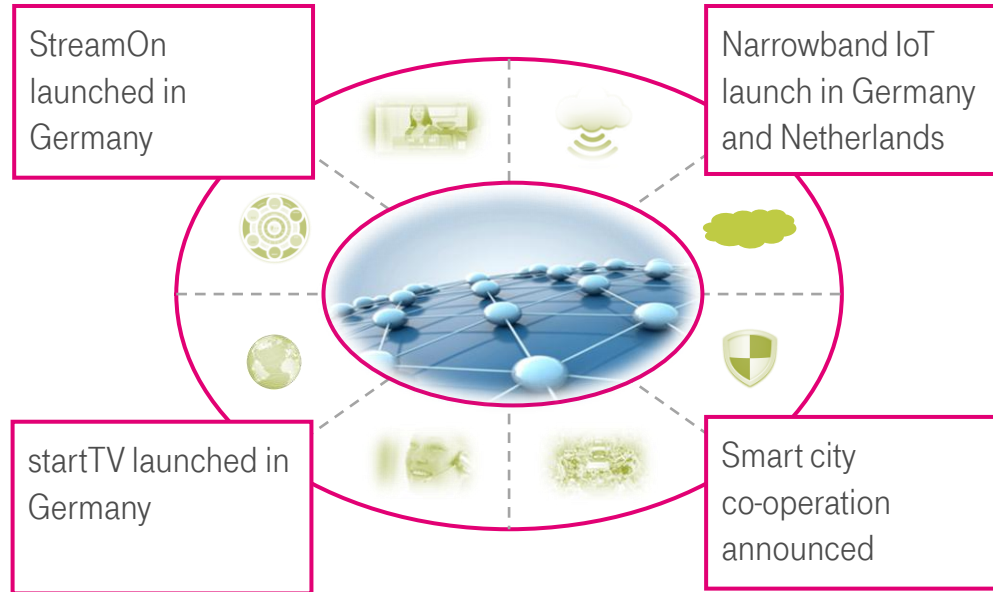 StreamOn
launched in
Germany
Narrowband IoT
launch in Germany
and Netherlands
startTV launched in
Germany
Smart city
co-operation
announced